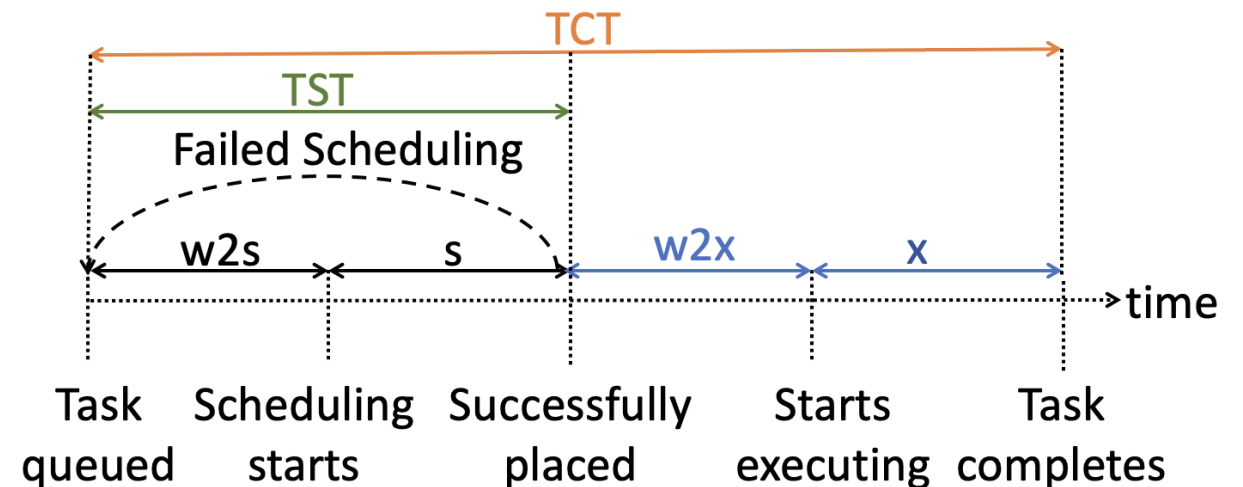 TCT
TST
Failed Scheduling
w2s
s
w2x
x
time
Task queued
Scheduling starts
Successfully placed
Starts executing
Task completes